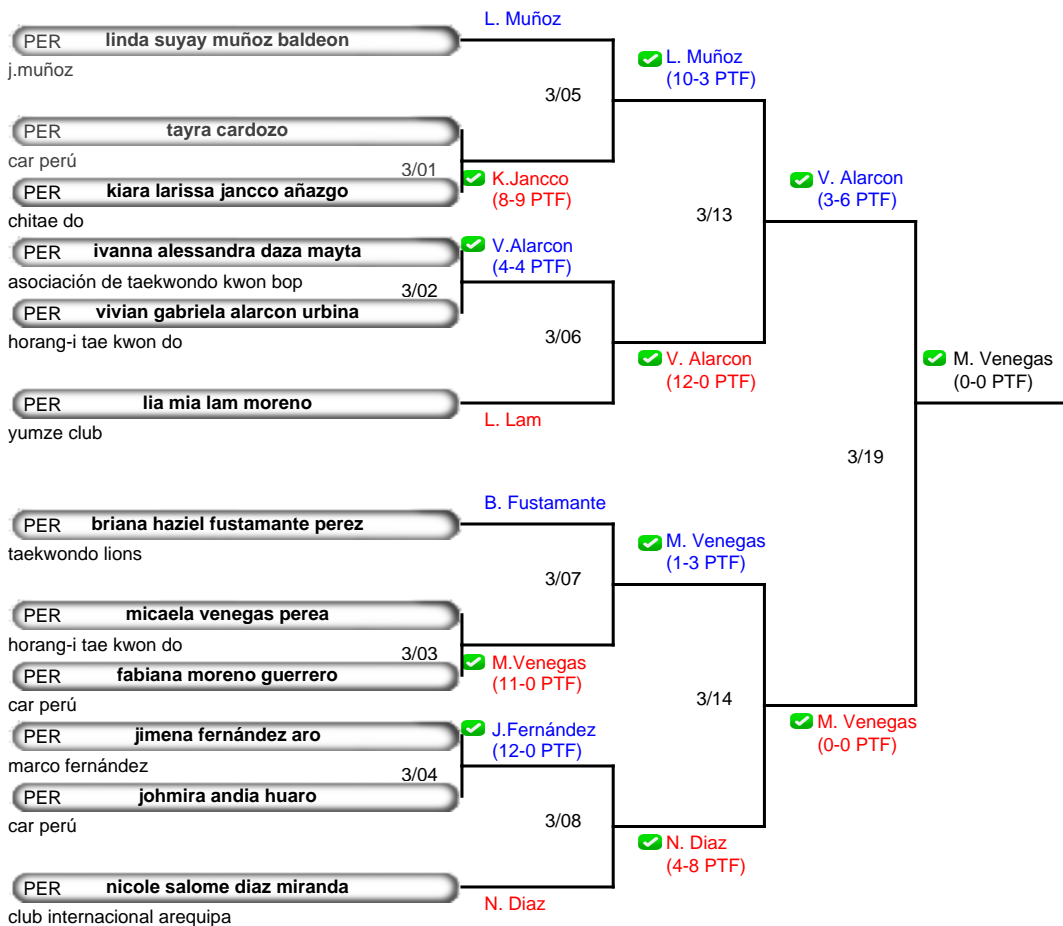 L. Muñoz
PER linda suyay muñoz baldeon
j.muñoz
L. Muñoz
(10-3 PTF)
3/05
PER tayra cardozo
car perú
3/01
K.Jancco
(8-9 PTF)
PER kiara larissa jancco añazgo
chitae do
V. Alarcon
(3-6 PTF)
3/13
PER ivanna alessandra daza mayta
asociación de taekwondo kwon bop
V.Alarcon
(4-4 PTF)
3/02
PER vivian gabriela alarcon urbina
horang-i tae kwon do
3/06
V. Alarcon
(12-0 PTF)
PER lia mia lam moreno
yumze club
L. Lam
M. Venegas
(0-0 PTF)
3/19
B. Fustamante
PER briana haziel fustamante perez
taekwondo lions
M. Venegas
(1-3 PTF)
3/07
PER micaela venegas perea
horang-i tae kwon do
3/03
M.Venegas
(11-0 PTF)
PER fabiana moreno guerrero
car perú
3/14
M. Venegas
(0-0 PTF)
PER jimena fernández aro
marco fernández
J.Fernández
(12-0 PTF)
3/04
PER johmira andia huaro
car perú
3/08
N. Diaz
(4-8 PTF)
PER nicole salome diaz miranda
club internacional arequipa
N. Diaz